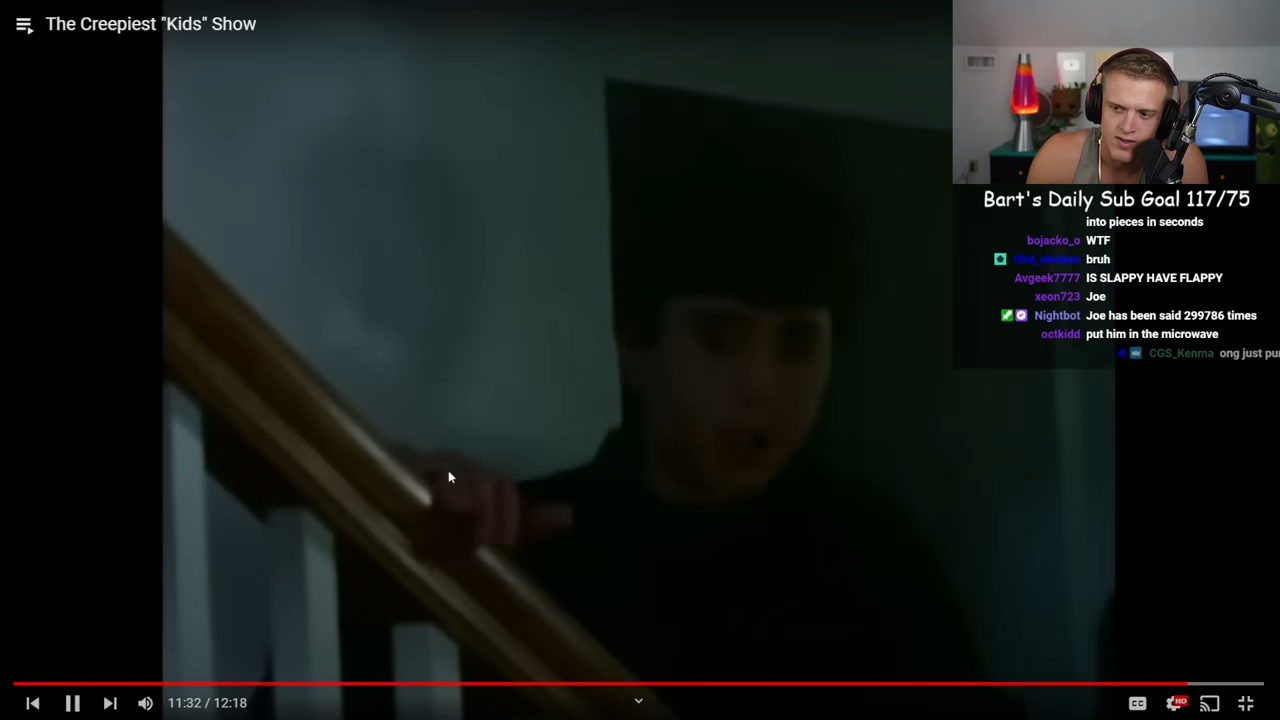 The Creepiest "Kids" Show
Bart's Daily Sub Goal 117/75
into pieces in seconds
bojacko_o WTF
bruh
Avgeek7777 IS SLAPPY HAVE FLAPPY
xeon723 Joe
Nightbot Joe has been said 299786 times
octkidd put him in the microwave
CGS_Kenma ong just
11:32 / 12:18
CC
HD